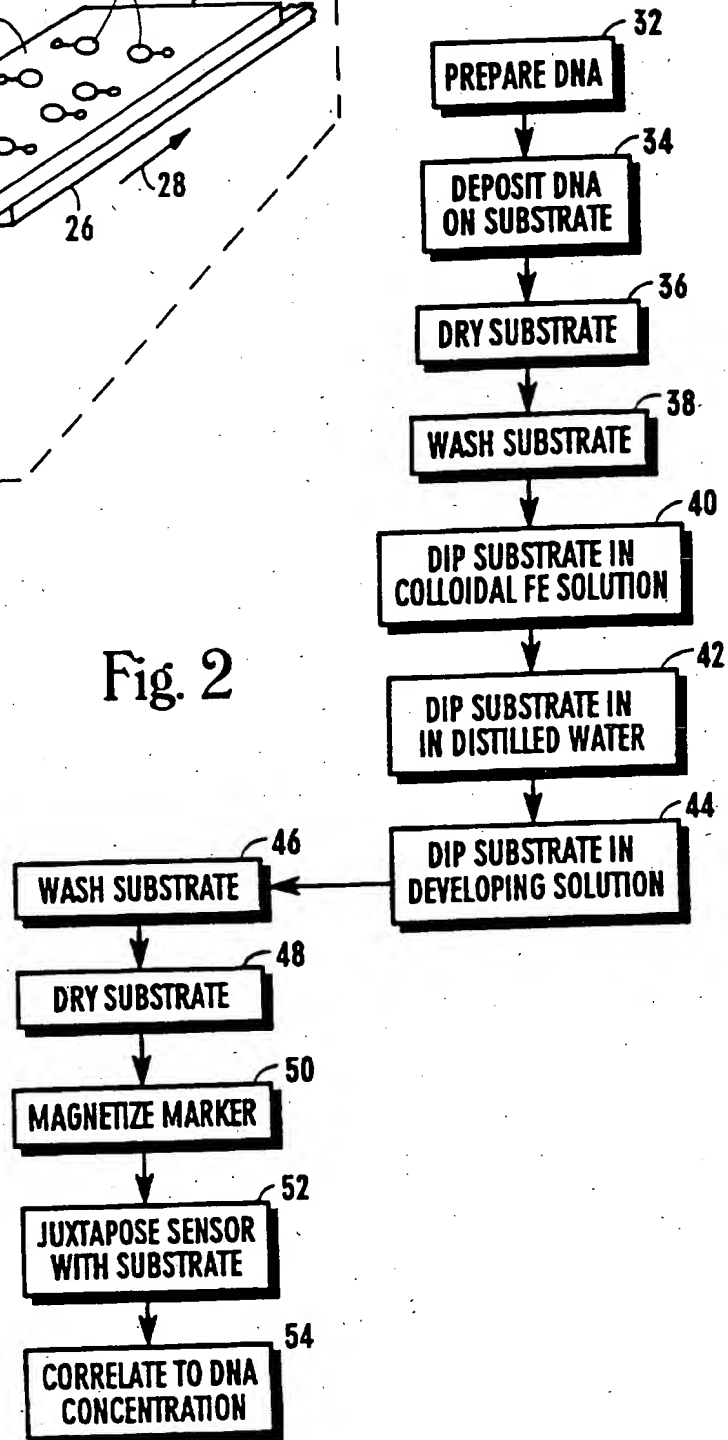 28
26
32
PREPARE DNA
34
DEPOSIT DNA
ON SUBSTRATE
36
DRY SUBSTRATE
38
WASH SUBSTRATE
40
DIP SUBSTRATE IN
COLLOIDAL FE SOLUTION
Fig. 2
42
DIP SUBSTRATE IN
IN DISTILLED WATER
44
DIP SUBSTRATE IN
DEVELOPING SOLUTION
46
WASH SUBSTRATE
48
DRY SUBSTRATE
50
MAGNETIZE MARKER
52
JUXTAPOSE SENSOR
WITH SUBSTRATE
54
CORRELATE TO DNA
CONCENTRATION